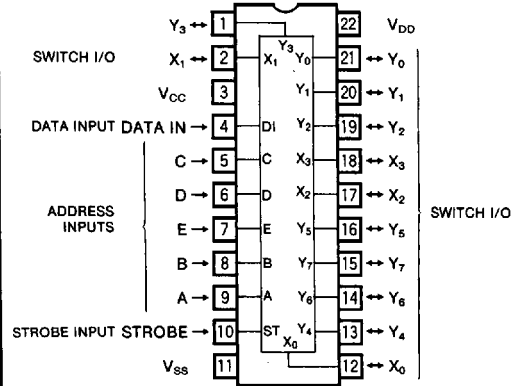 Y₃ ↔ 1 Y₃ 22 V_DD
SWITCH I/O X₁ ↔ 2 X₁ Y₀ 21 ↔ Y₀
V_CC 3 Y₁ 20 ↔ Y₁
DATA INPUT DATA IN → 4 DI Y₂ 19 ↔ Y₂
C → 5 C X₃ 18 ↔ X₃
D → 6 D X₂ 17 ↔ X₂
ADDRESS INPUTS
SWITCH I/O
E → 7 E Y₅ 16 ↔ Y₅
B → 8 B Y₇ 15 ↔ Y₇
A → 9 A Y₆ 14 ↔ Y₆
STROBE INPUT STROBE → 10 ST Y₄ 13 ↔ Y₄
V_SS 11 X₀ 12 ↔ X₀